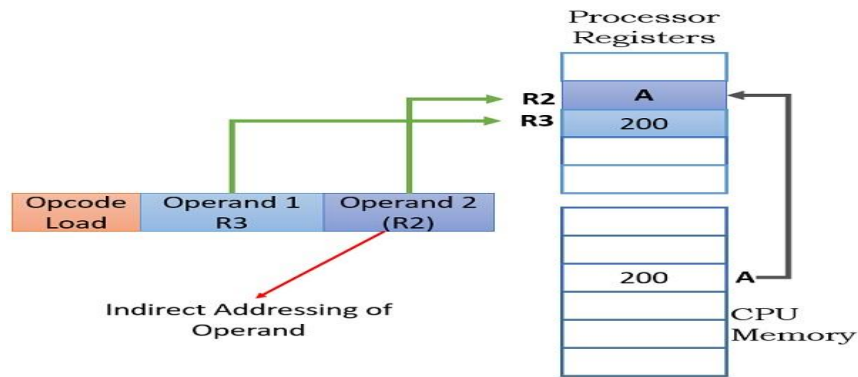 Processor
Registers
R2
A
R3
200
Opcode
Load
Operand 1
R3
Operand 2
(R2)
Indirect Addressing of
Operand
200
A
CPU
Memory